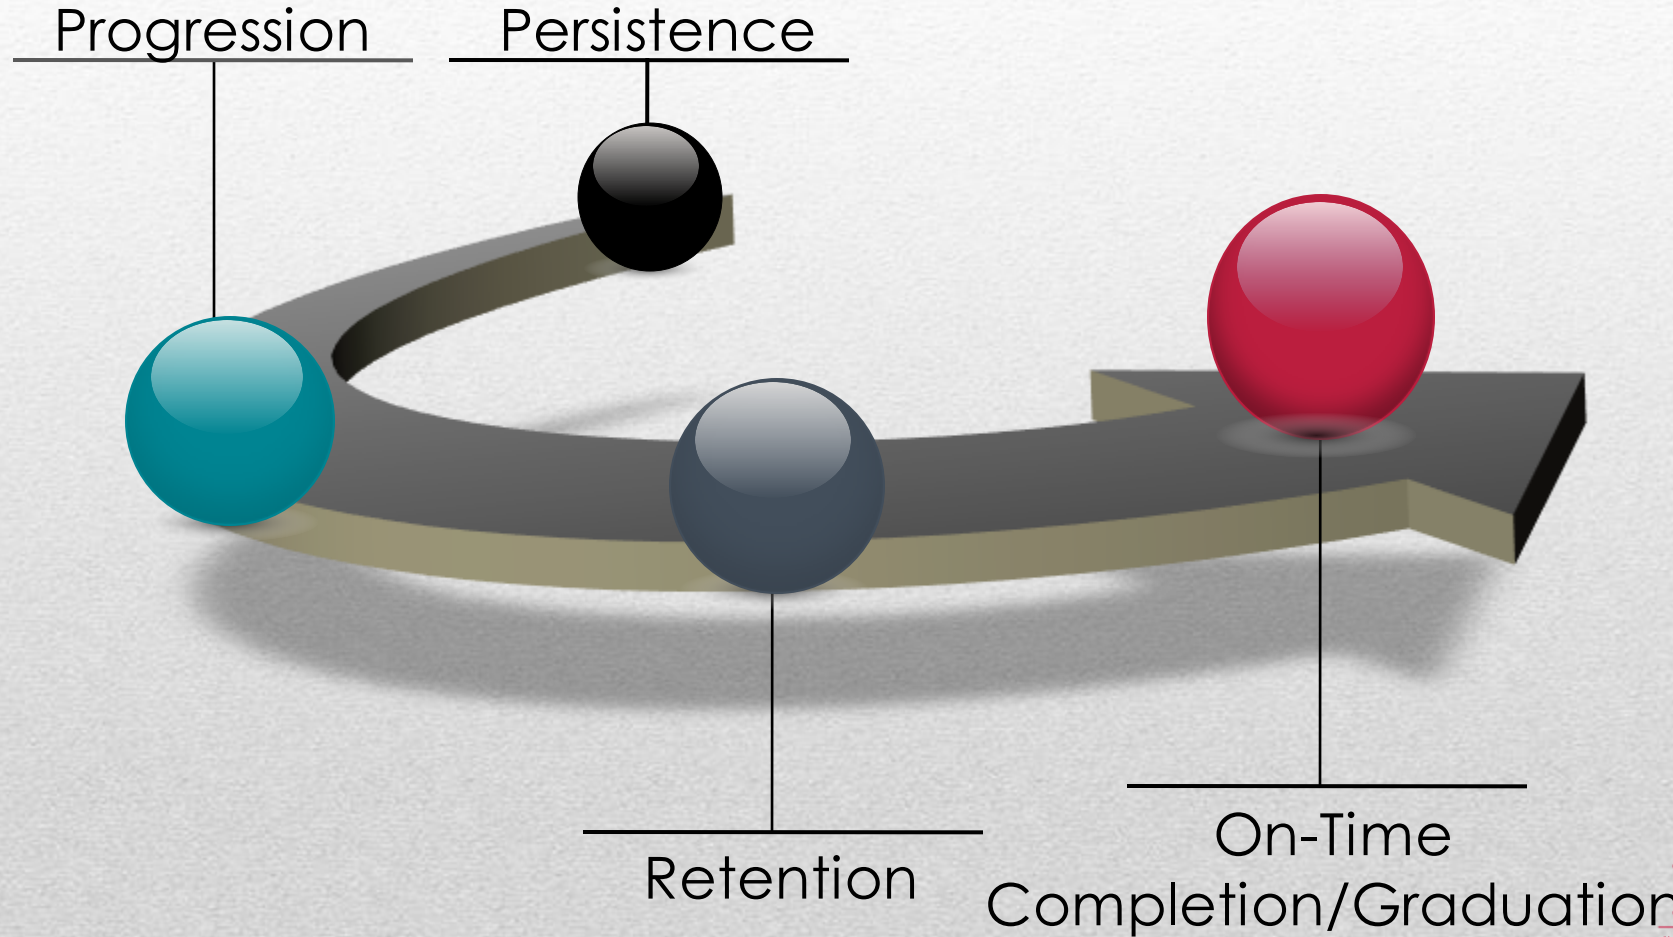 Progression
Persistence
Retention
On-Time
Completion/Graduation